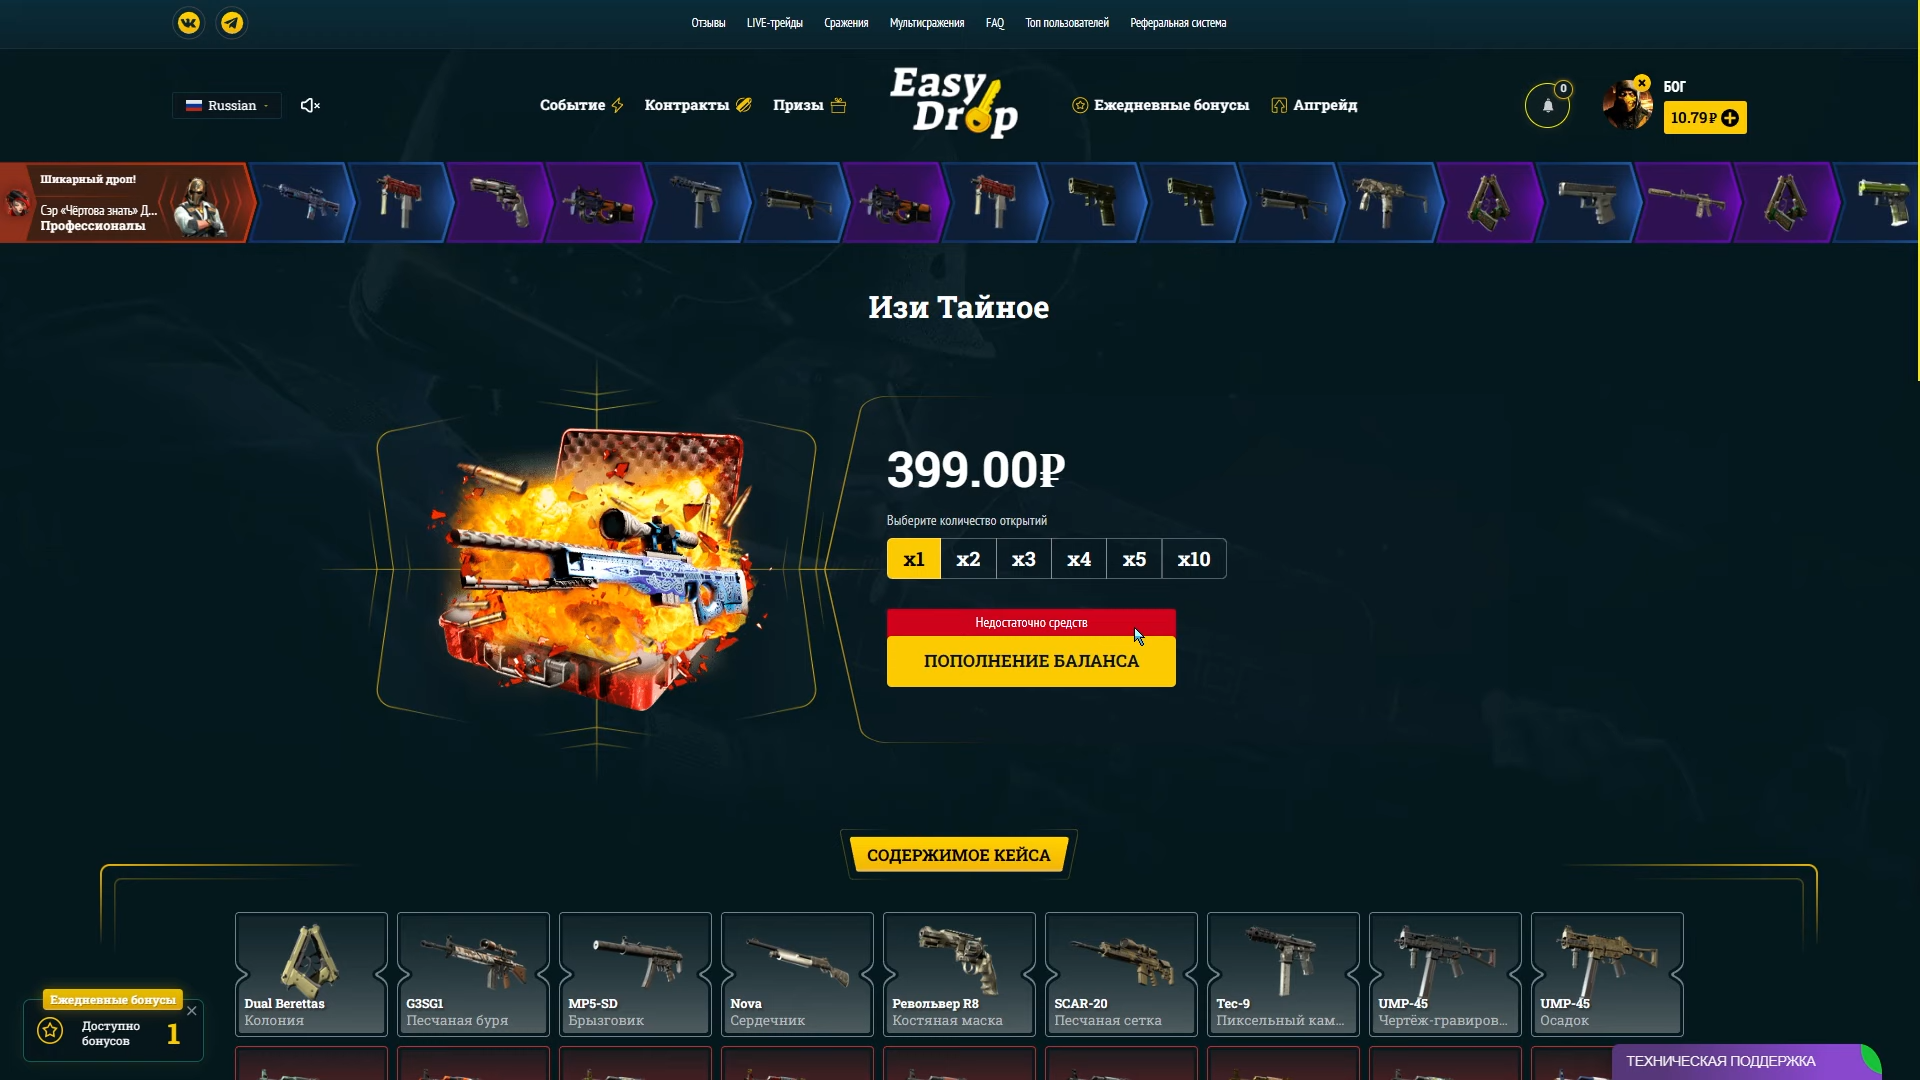 Отзывы
LIVE-трейды
Сражения
Мультисражения
FAQ
Топ пользователей
Реферальная система
Russian
Событие
Контракты
Призы
Easy
Drop
Ежедневные бонусы
Апгрейд
0
БОГ
10.79₽
Шикарный дроп!
Сэр «Чёртова знать» Д...
Профессионалы
Изи Тайное
399.00₽
Выберите количество открытий
x1
x2
x3
x4
x5
x10
Недостаточно средств
ПОПОЛНЕНИЕ БАЛАНСА
СОДЕРЖИМОЕ КЕЙСА
Dual Berettas
Колония
G3SG1
Песчаная буря
MP5-SD
Брызговик
Nova
Сердечник
Револьвер R8
Костяная маска
SCAR-20
Песчаная сетка
Tec-9
Пиксельный кам...
UMP-45
Чертёж-гравиров...
UMP-45
Осадок
Ежедневные бонусы
Доступно
бонусов
1
ТЕХНИЧЕСКАЯ ПОДДЕРЖКА